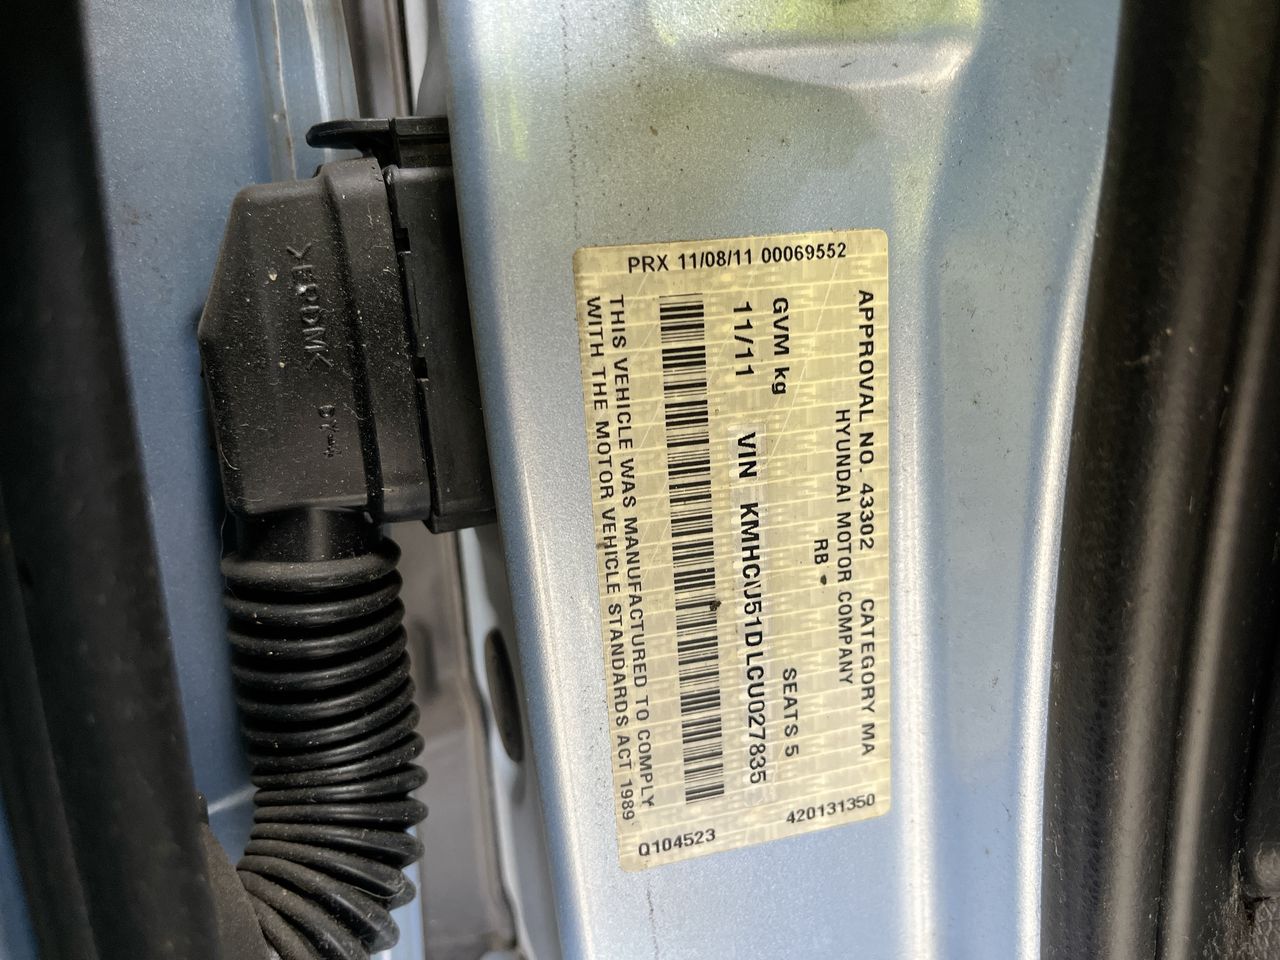 PRX 11/08/11 00069552
APPROVAL NO. 43302 CATEGORY MA
HYUNDAI MOTOR COMPANY
RB
GVM kg SEATS 5
11/11 VIN KMHCU51DLCU027835
THIS VEHICLE WAS MANUFACTURED TO COMPLY
WITH THE MOTOR VEHICLE STANDARDS ACT 1989
420131350
Q104523
>EPDM<